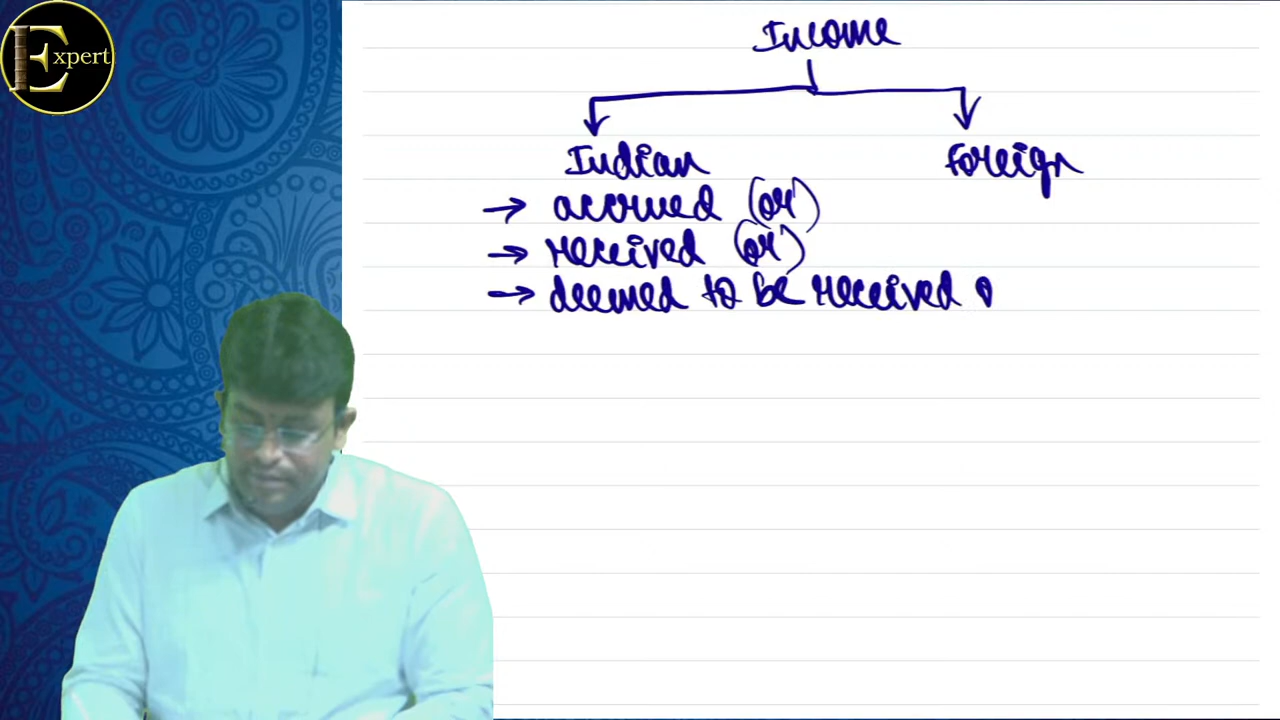 Expert
Income
Indian Foreign
→ accrued (or)
→ received (or)
→ deemed to be received o